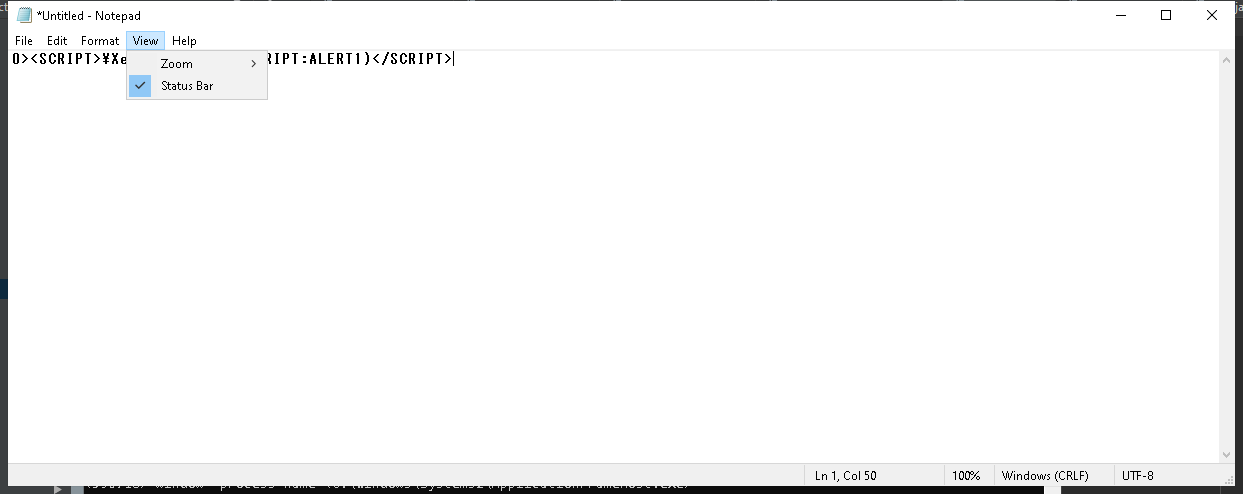 *Untitled - Notepad
File Edit Format View Help
0><SCRIPT>¥Xe RIPT:ALERT1)</SCRIPT>
Zoom
Status Bar
Ln 1, Col 50 100% Windows (CRLF) UTF-8